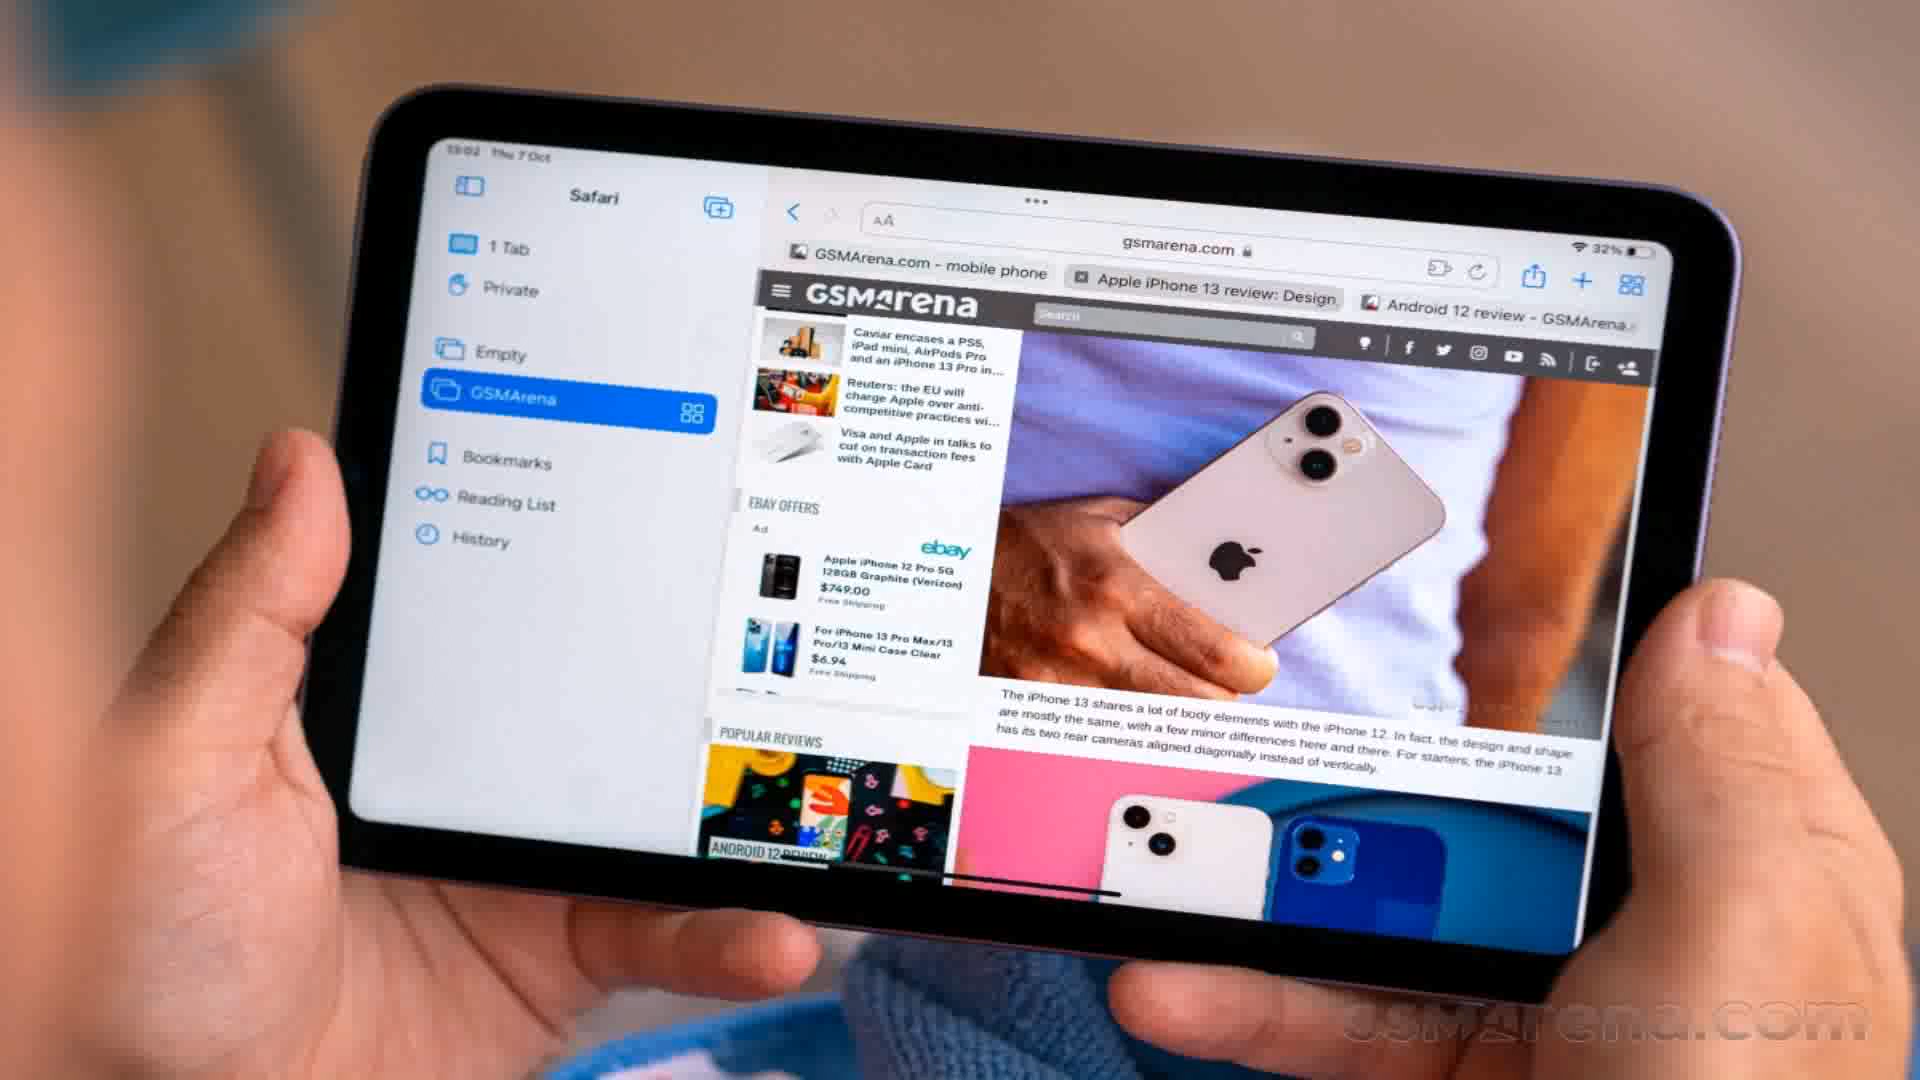 13:02 Thu 7 Oct
32%
Safari
1 Tab
Private
Empty
GSMArena
Bookmarks
Reading List
History
AA
gsmarena.com
GSMArena.com - mobile phone
Apple iPhone 13 review: Design,
Android 12 review - GSMArena.c
GSMArena
Search
Caviar encases a PS5,
iPad mini, AirPods Pro
and an iPhone 13 Pro in...
Reuters: the EU will
charge Apple over anti-
competitive practices wi...
Visa and Apple in talks to
cut on transaction fees
with Apple Card
EBAY OFFERS
Ad
ebay
Apple iPhone 12 Pro 5G
128GB Graphite (Verizon)
$749.00
Free Shipping
For iPhone 13 Pro Max/13
Pro/13 Mini Case Clear
$6.94
Free Shipping
POPULAR REVIEWS
ANDROID 12 REVIEW
The iPhone 13 shares a lot of body elements with the iPhone 12. In fact, the design and shape
are mostly the same, with a few minor differences here and there. For starters, the iPhone 13
has its two rear cameras aligned diagonally instead of vertically.
GSMArena.com